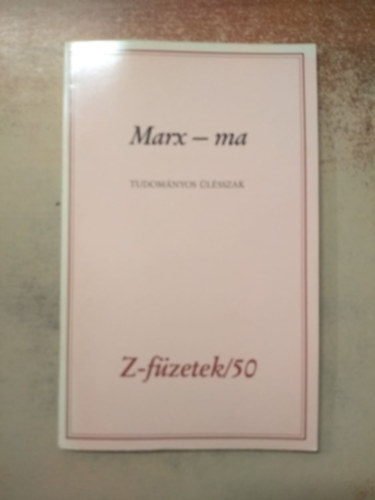 Marx – ma
TUDOMÁNYOS ÜLÉSSZAK
Z-füzetek/50